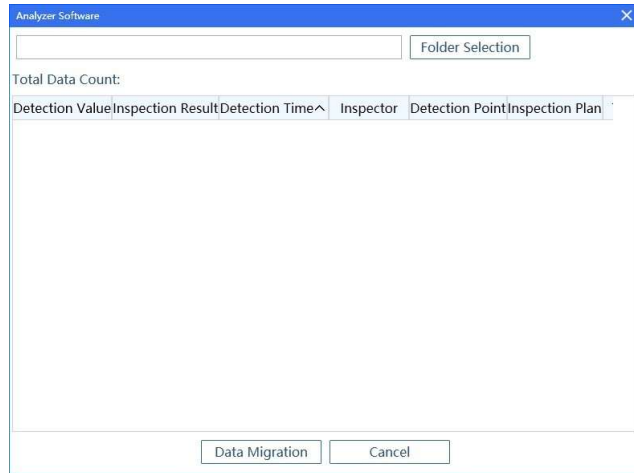 Analyzer Software
Folder Selection
Total Data Count:
Detection Value Inspection Result Detection Time Inspector Detection Point Inspection Plan
Data Migration Cancel